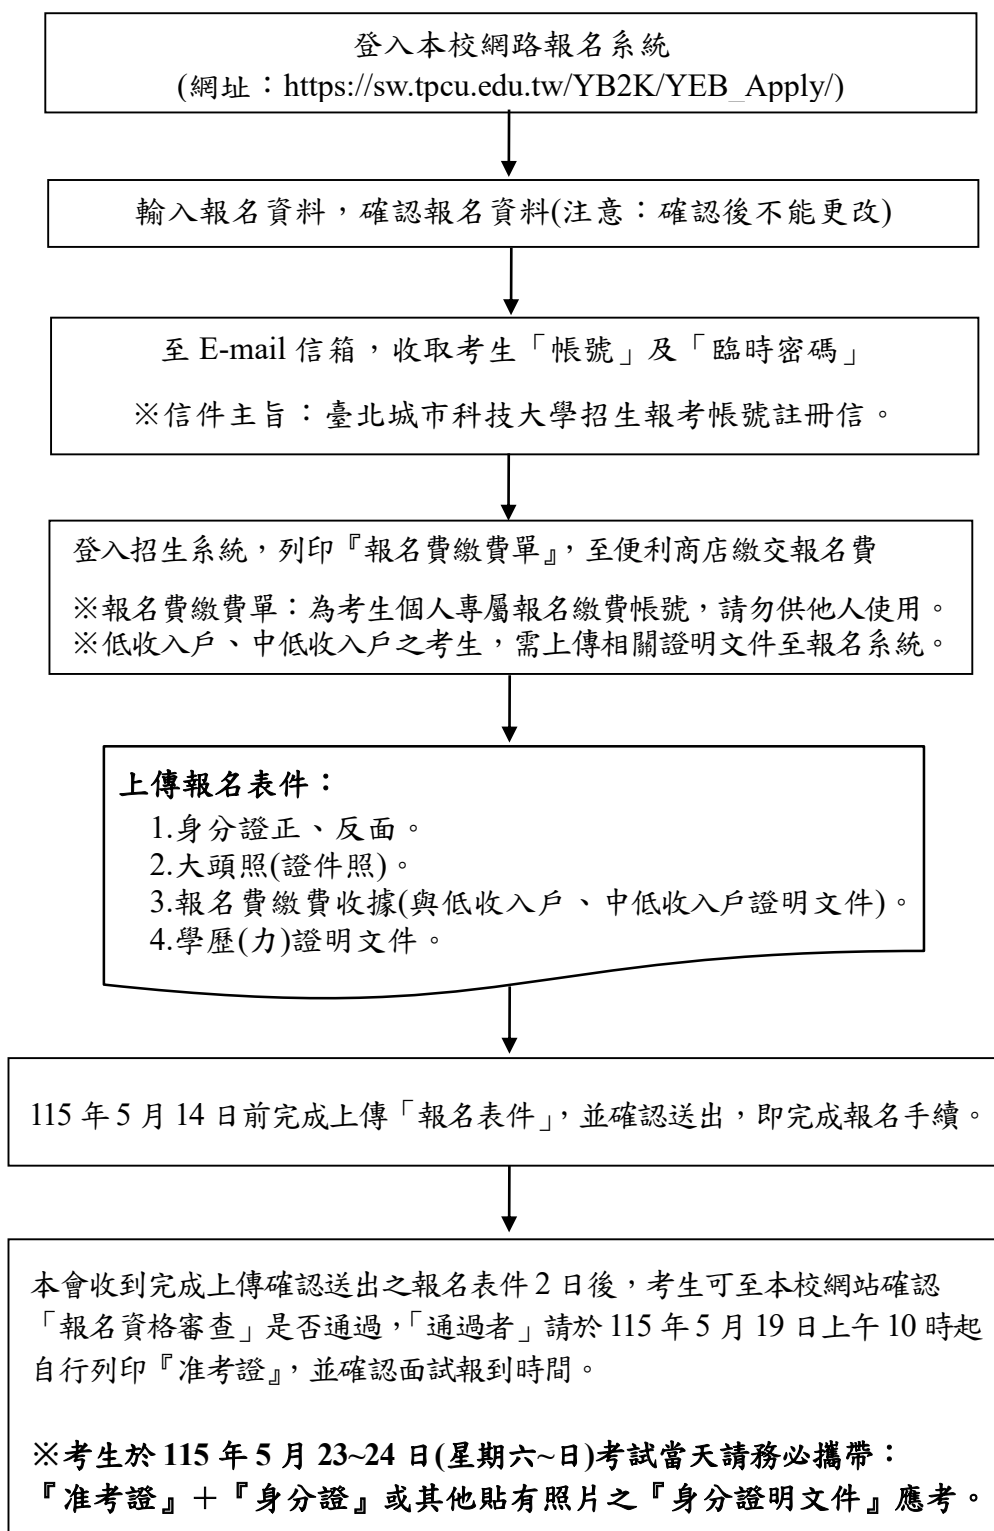 登入本校網路報名系統
(網址：https://sw.tpcu.edu.tw/YB2K/YEB_Apply/)
輸入報名資料，確認報名資料(注意：確認後不能更改)
至 E-mail 信箱，收取考生「帳號」及「臨時密碼」
※信件主旨：臺北城市科技大學招生報考帳號註冊信。
登入招生系統，列印『報名費繳費單』，至便利商店繳交報名費
※報名費繳費單：為考生個人專屬報名繳費帳號，請勿供他人使用。
※低收入戶、中低收入戶之考生，需上傳相關證明文件至報名系統。
上傳報名表件：
1.身分證正、反面。
2.大頭照(證件照)。
3.報名費繳費收據(與低收入戶、中低收入戶證明文件)。
4.學歷(力)證明文件。
115 年 5 月 14 日前完成上傳「報名表件」，並確認送出，即完成報名手續。
本會收到完成上傳確認送出之報名表件 2 日後，考生可至本校網站確認
「報名資格審查」是否通過，「通過者」請於 115 年 5 月 19 日上午 10 時起
自行列印『准考證』，並確認面試報到時間。
※考生於 115 年 5 月 23~24 日(星期六~日)考試當天請務必攜帶：
『准考證』＋『身分證』或其他貼有照片之『身分證明文件』應考。